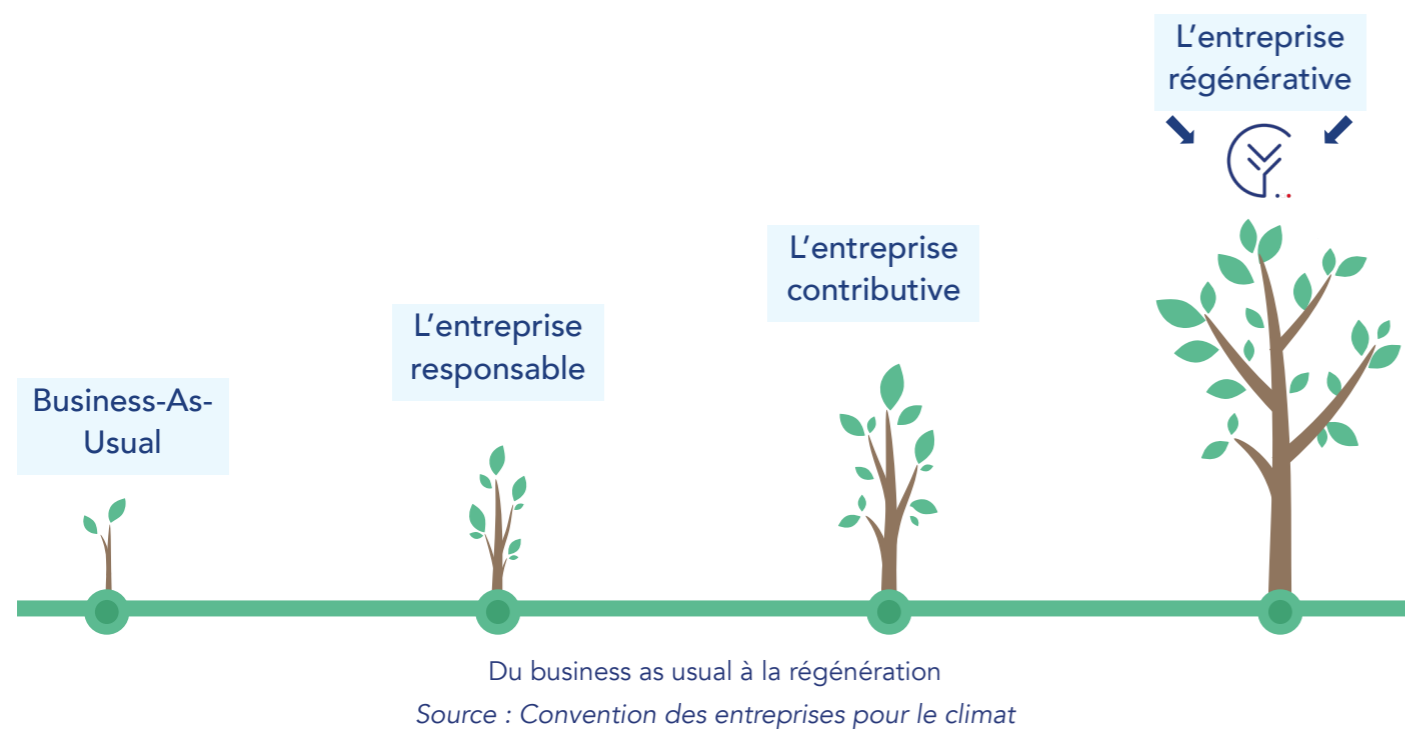 L’entreprise
régénérative
L’entreprise
contributive
L’entreprise
responsable
Business-As-
Usual
Du business as usual à la régénération
Source : Convention des entreprises pour le climat